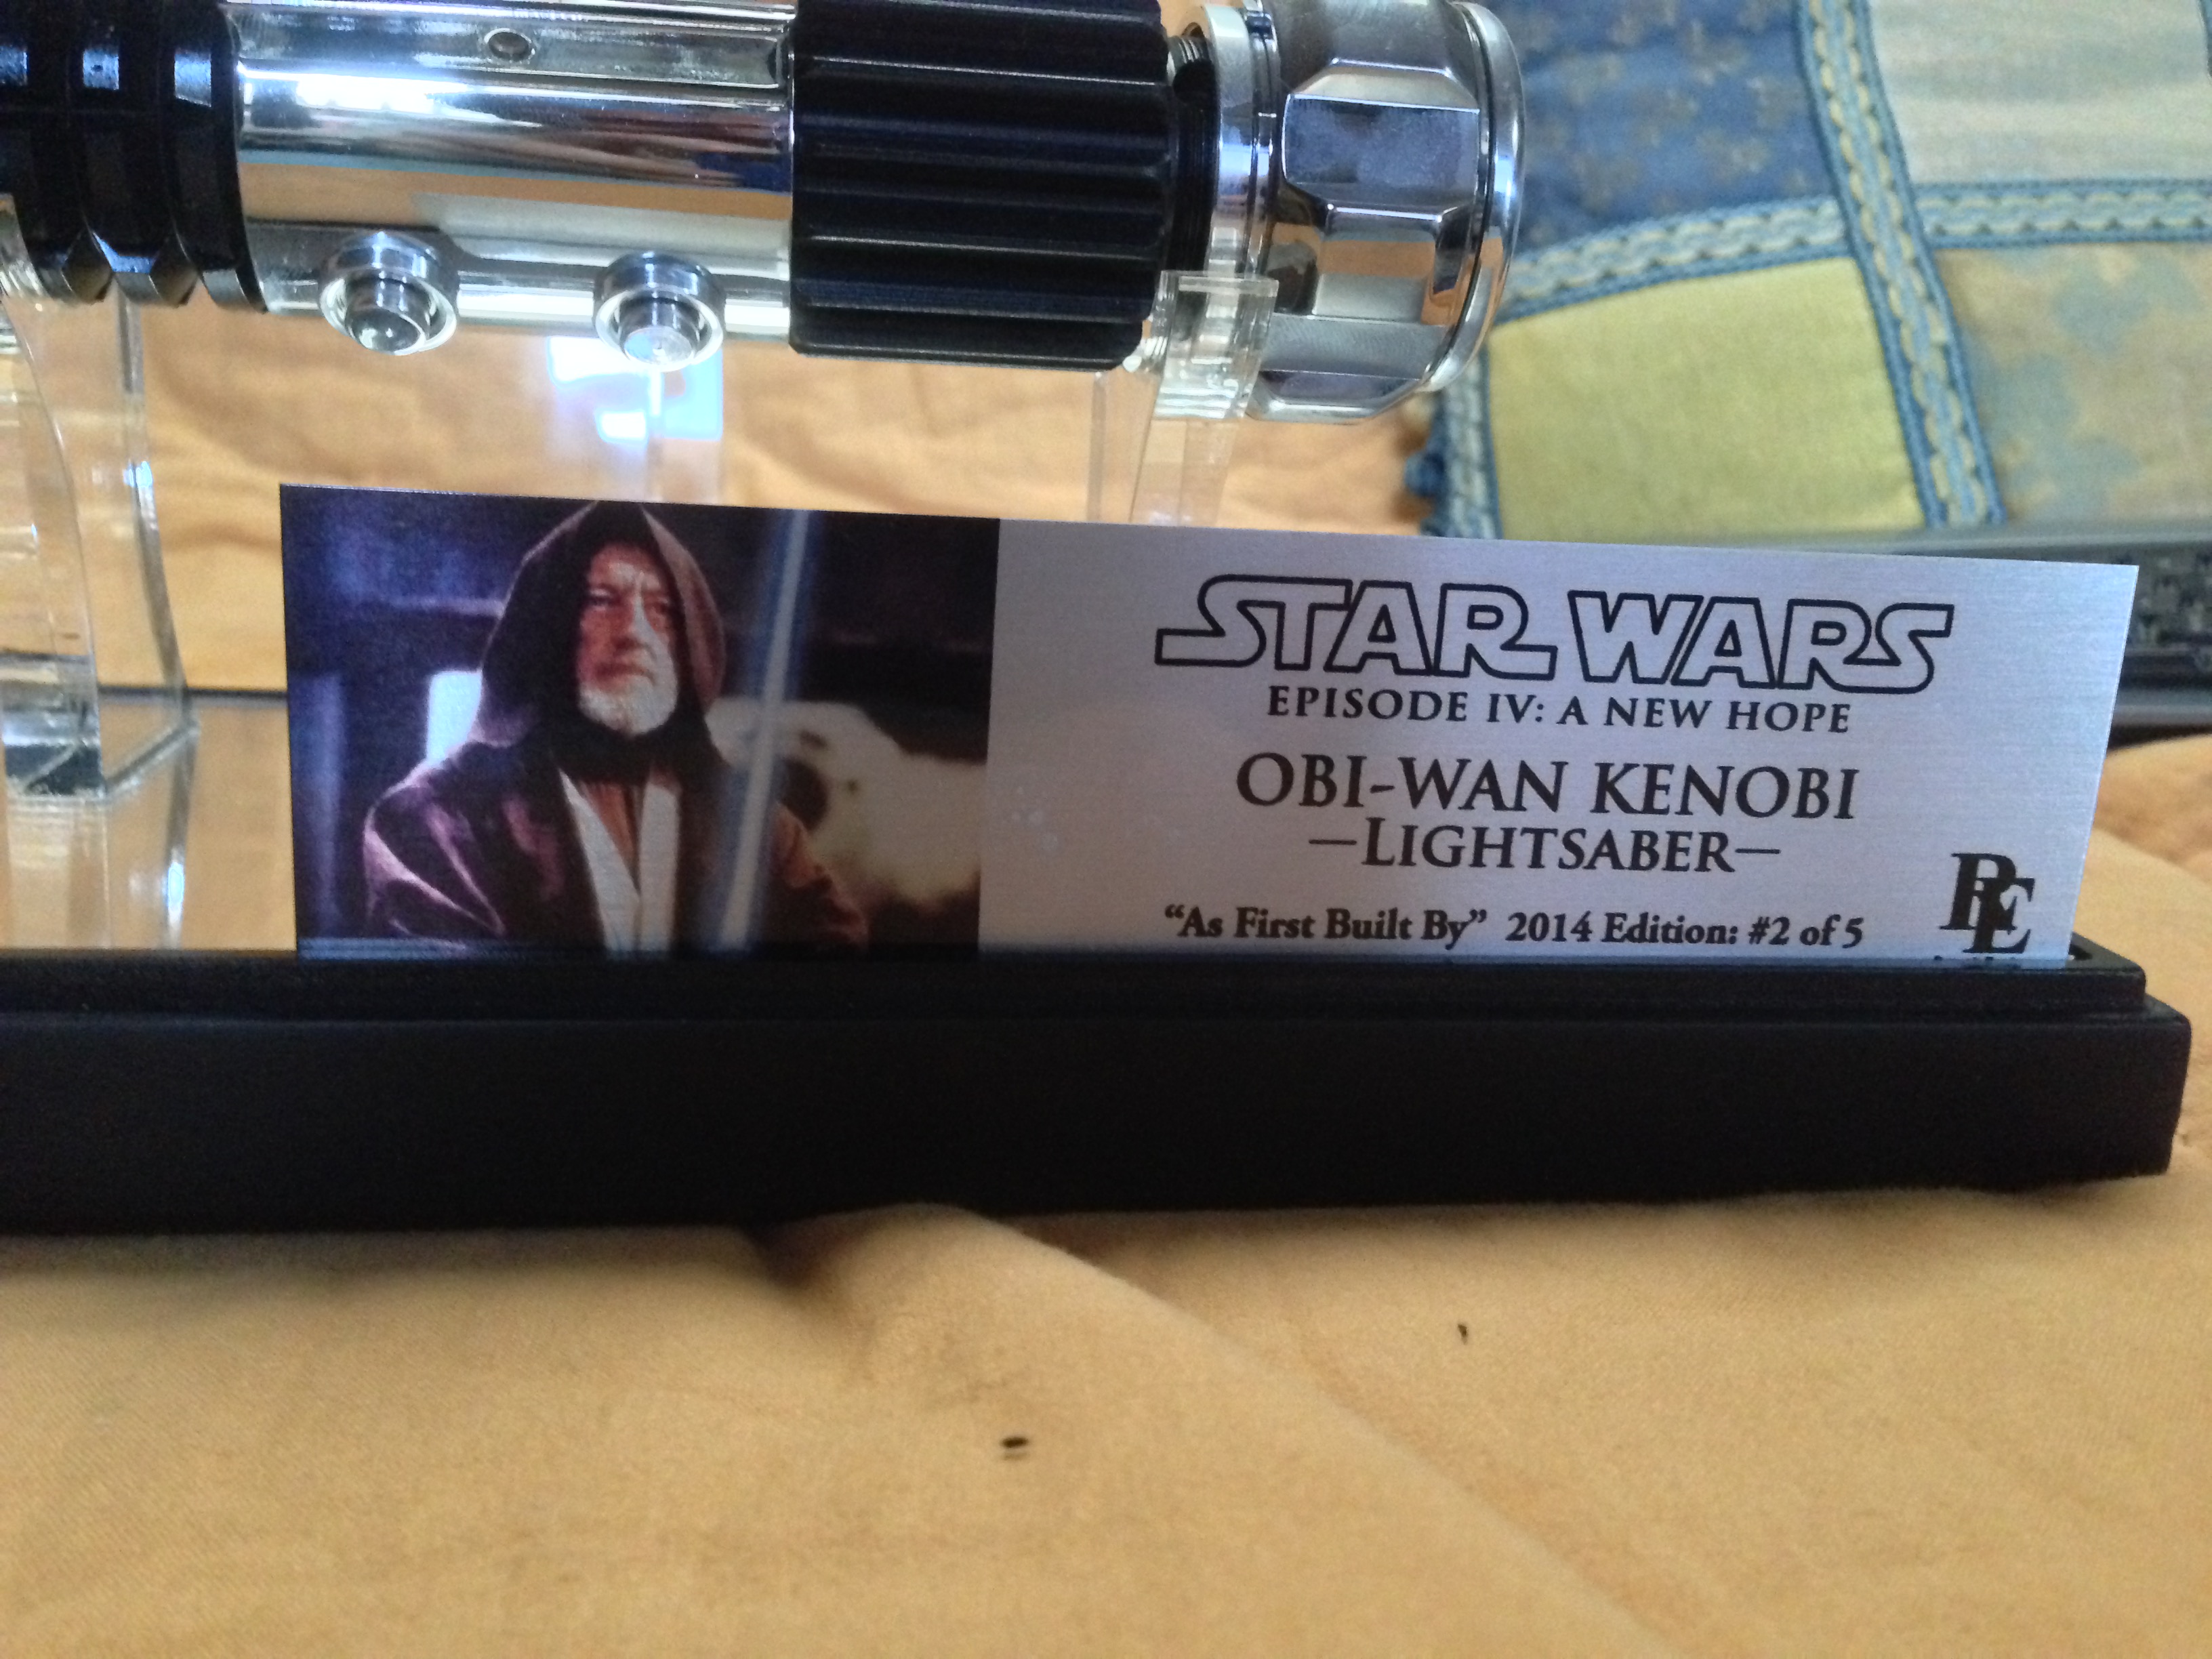 STAR WARS
EPISODE IV: A NEW HOPE
OBI-WAN KENOBI
—LIGHTSABER—
“As First Built By” 2014 Edition: #2 of 5